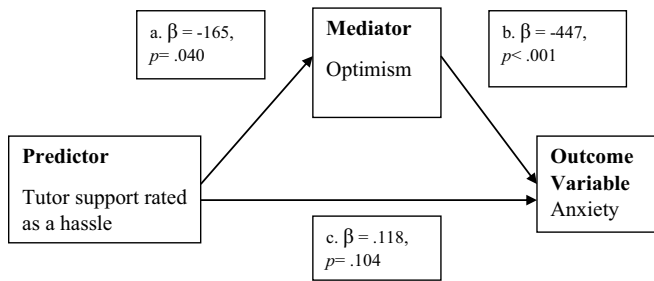 a. β = -165,
p= .040
Mediator
Optimism
b. β = -447,
p< .001
Predictor
Tutor support rated
as a hassle
Outcome
Variable
Anxiety
c. β = .118,
p= .104